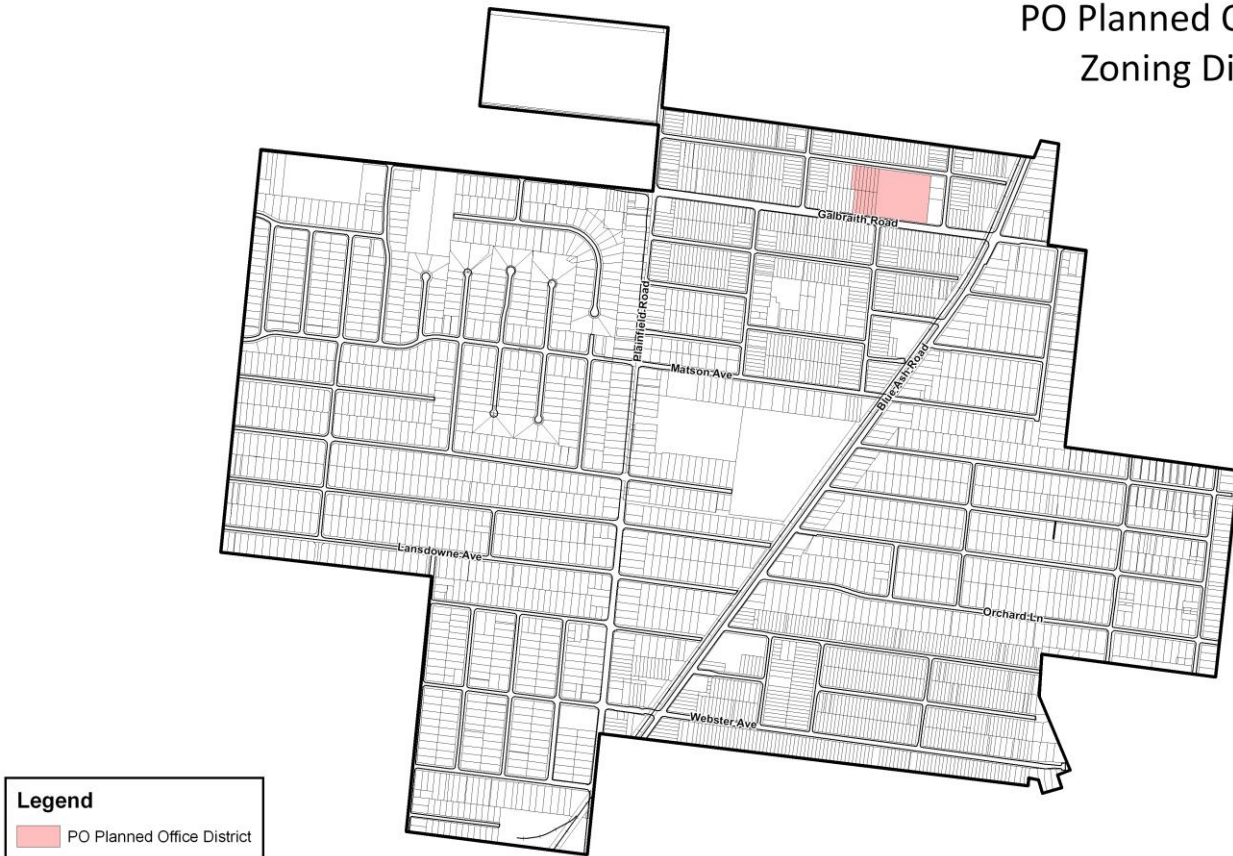 PO Planned O
Zoning Di
Galbraith Road
Plainfield Road
Matson Ave
Blue Ash Road
Lansdowne Ave
Orchard Ln
Webster Ave
Legend
PO Planned Office District